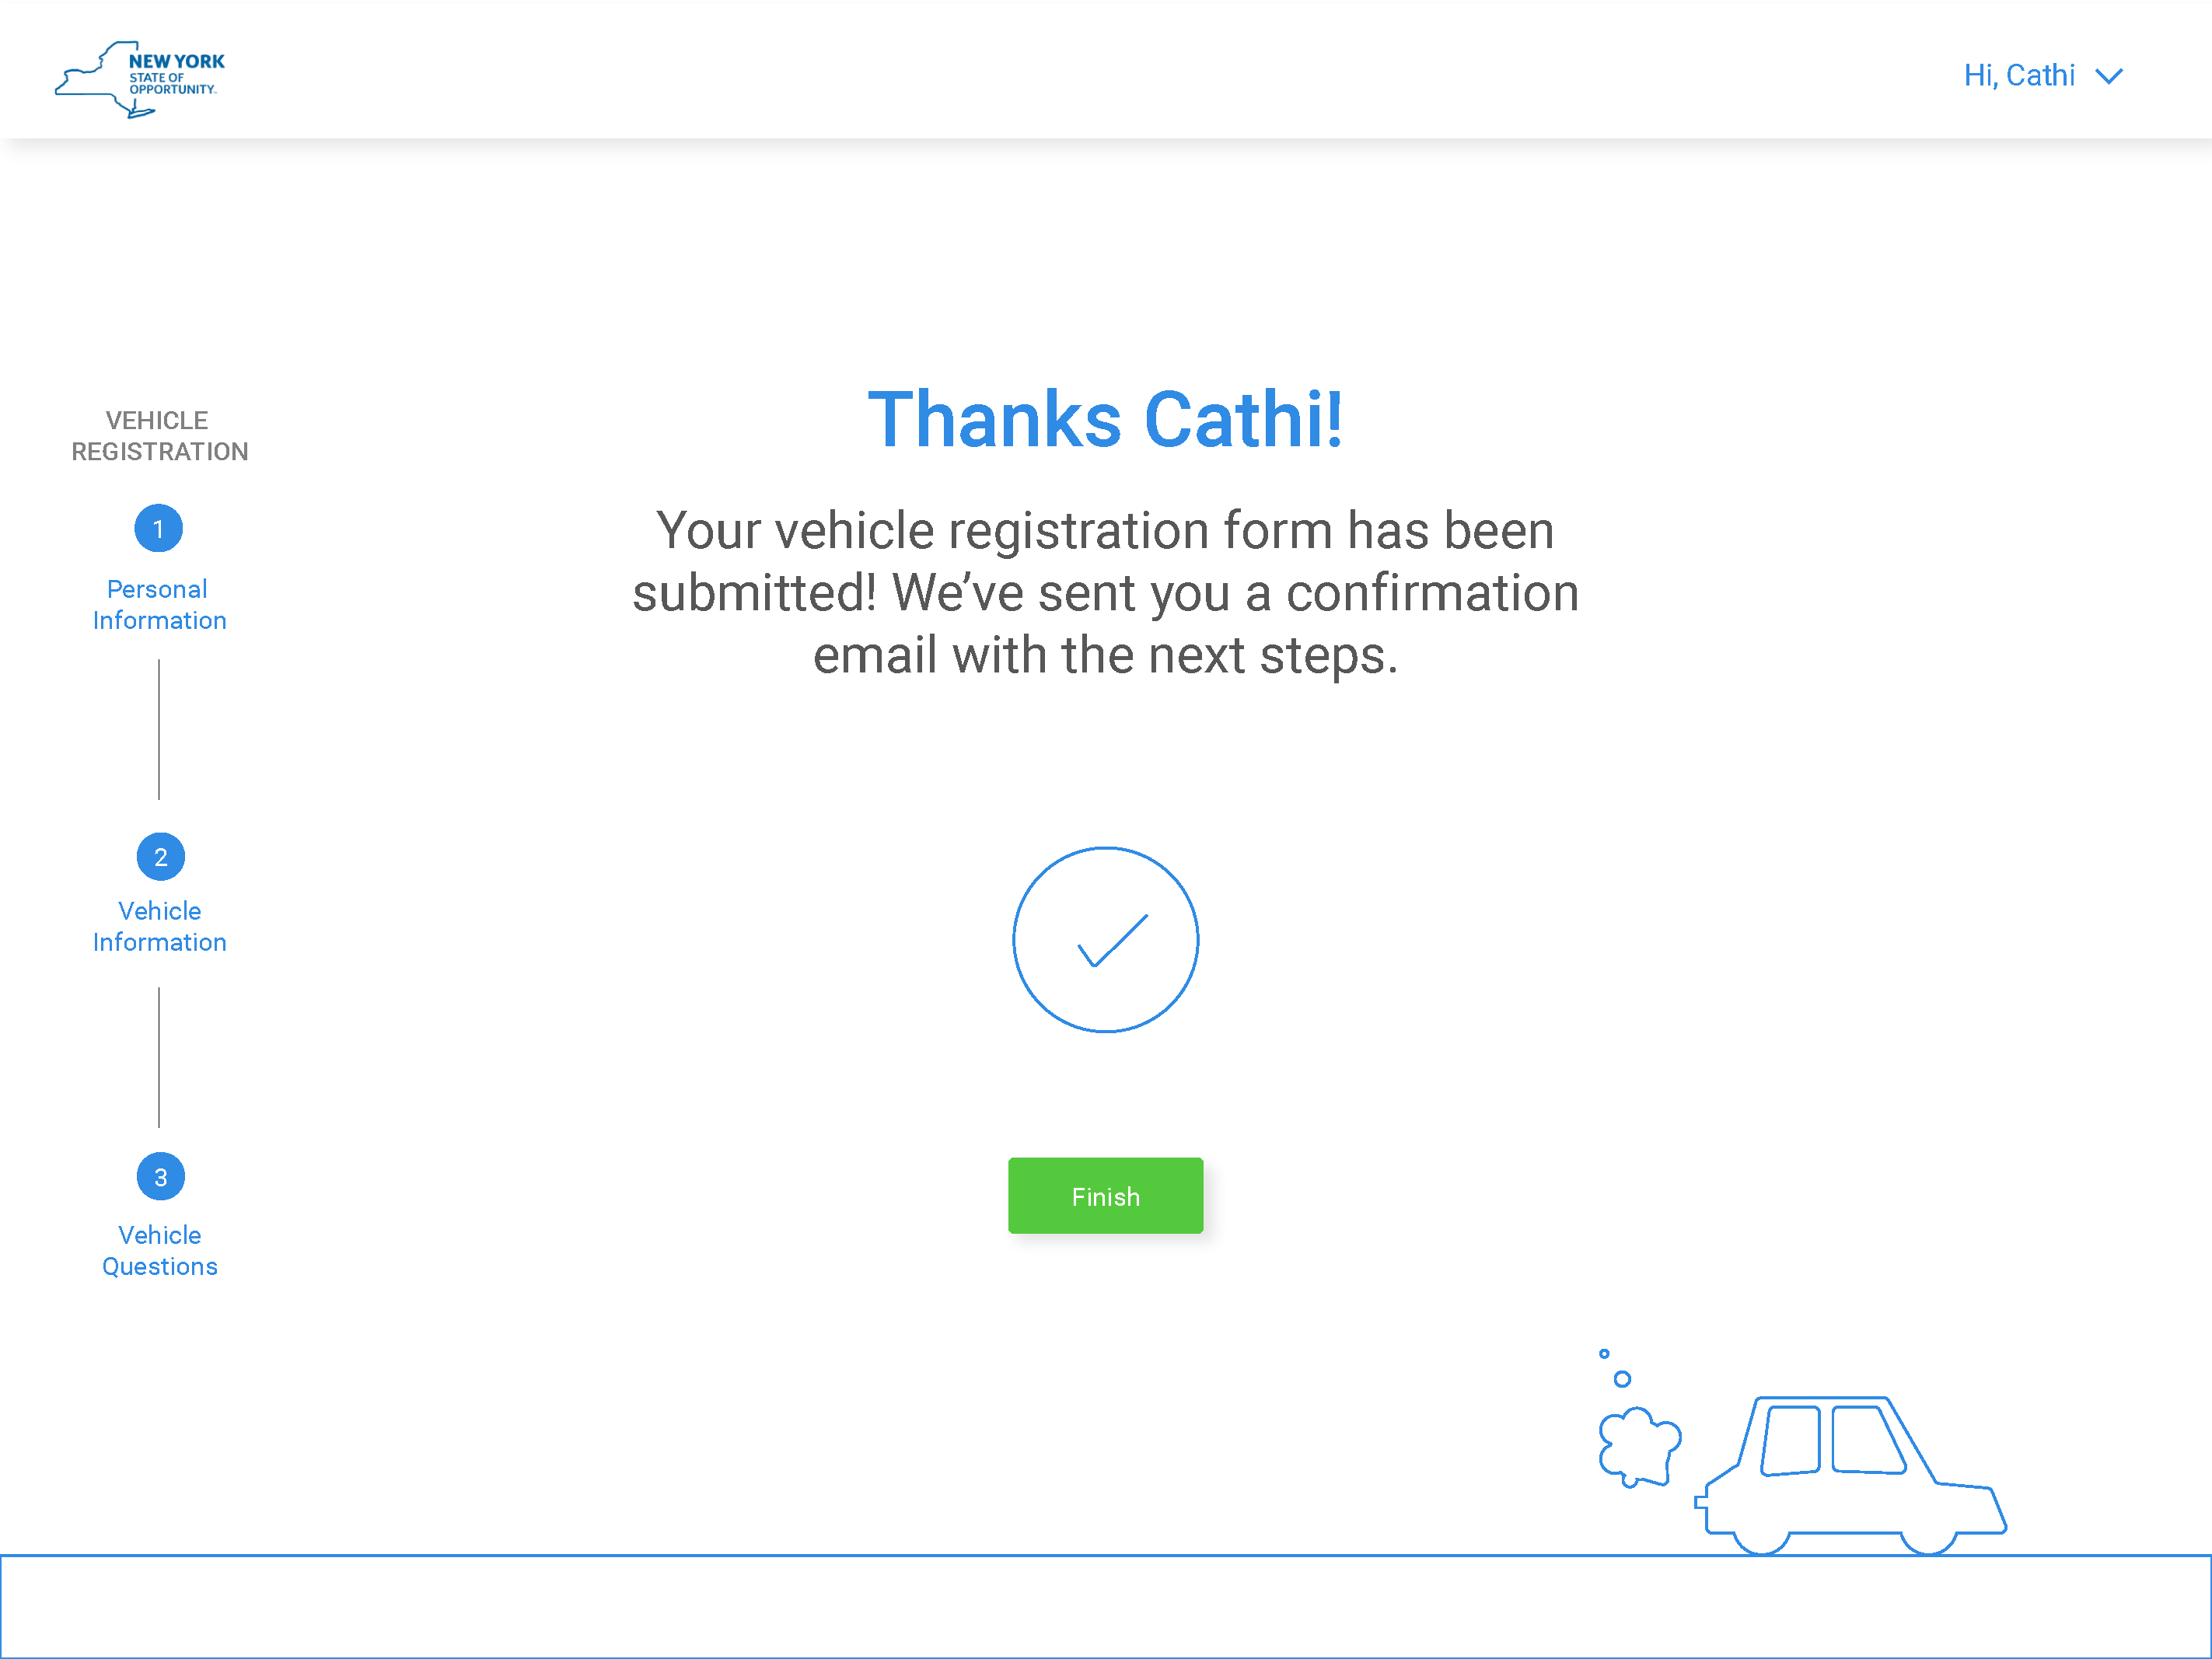 NEW YORK
STATE OF
OPPORTUNITY™
Hi, Cathi
VEHICLE
REGISTRATION
1
Personal
Information
2
Vehicle
Information
3
Vehicle
Questions
Thanks Cathi!
Your vehicle registration form has been
submitted! We’ve sent you a confirmation
email with the next steps.
Finish